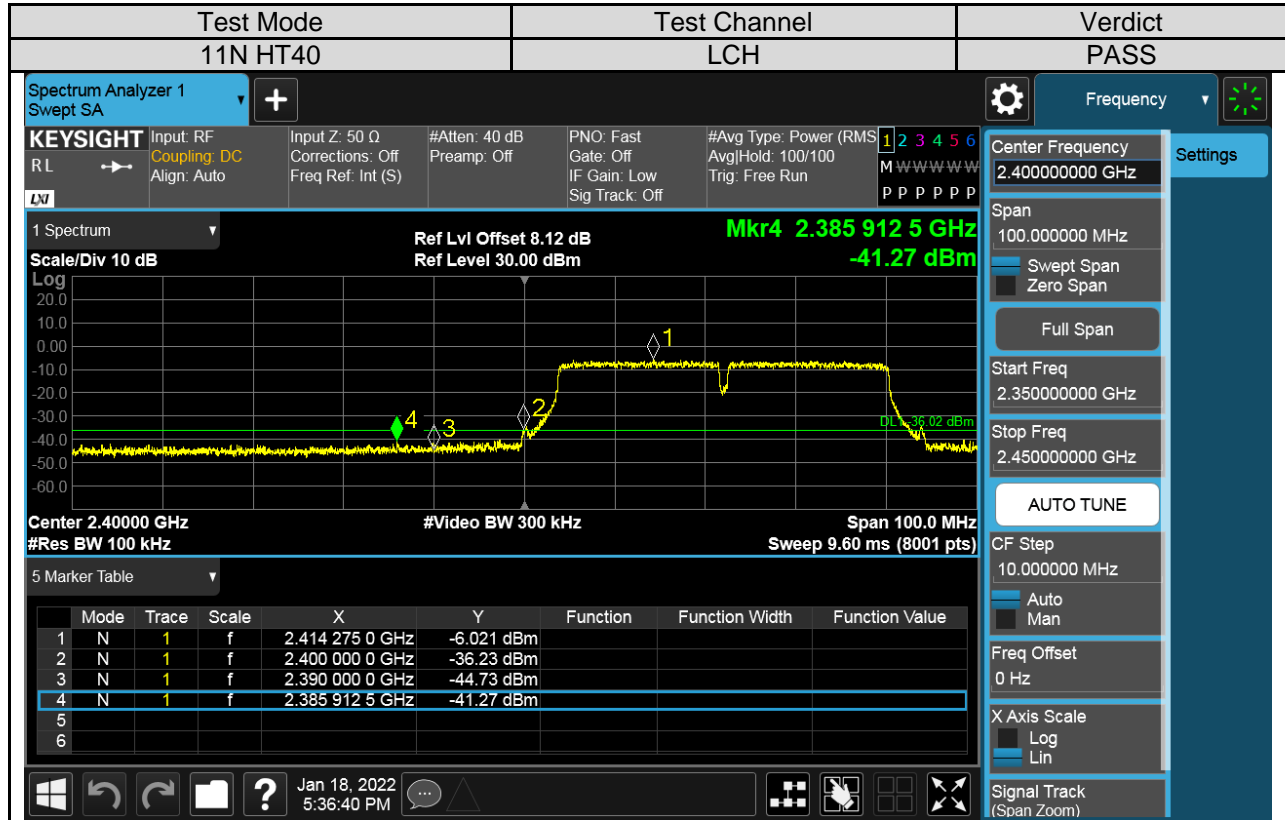 Test Mode Test Channel Verdict
11N HT40 LCH PASS
Spectrum Analyzer 1
Swept SA
Frequency
KEYSIGHT
RL
LXI
Input: RF
Coupling: DC
Align: Auto
Input Z: 50 Ω
Corrections: Off
Freq Ref: Int (S)
#Atten: 40 dB
Preamp: Off
PNO: Fast
Gate: Off
IF Gain: Low
Sig Track: Off
#Avg Type: Power (RMS
Avg|Hold: 100/100
Trig: Free Run
1 2 3 4 5 6
M W W W W W
P P P P P P
1 Spectrum
Scale/Div 10 dB
Ref Lvl Offset 8.12 dB
Ref Level 30.00 dBm
Mkr4 2.385 912 5 GHz
-41.27 dBm
Log
20.0
10.0
0.00
-10.0
-20.0
-30.0
-40.0
-50.0
-60.0
1
2
3
4
DL1 -36.02 dBm
Center 2.40000 GHz #Video BW 300 kHz Span 100.0 MHz
#Res BW 100 kHz Sweep 9.60 ms (8001 pts)
5 Marker Table
Mode Trace Scale X Y Function Function Width Function Value
1 N 1 f 2.414 275 0 GHz -6.021 dBm
2 N 1 f 2.400 000 0 GHz -36.23 dBm
3 N 1 f 2.390 000 0 GHz -44.73 dBm
4 N 1 f 2.385 912 5 GHz -41.27 dBm
5
6
Jan 18, 2022
5:36:40 PM
?
Center Frequency
2.400000000 GHz
Settings
Span
100.000000 MHz
Swept Span
Zero Span
Full Span
Start Freq
2.350000000 GHz
Stop Freq
2.450000000 GHz
AUTO TUNE
CF Step
10.000000 MHz
Auto
Man
Freq Offset
0 Hz
X Axis Scale
Log
Lin
Signal Track
(Span Zoom)